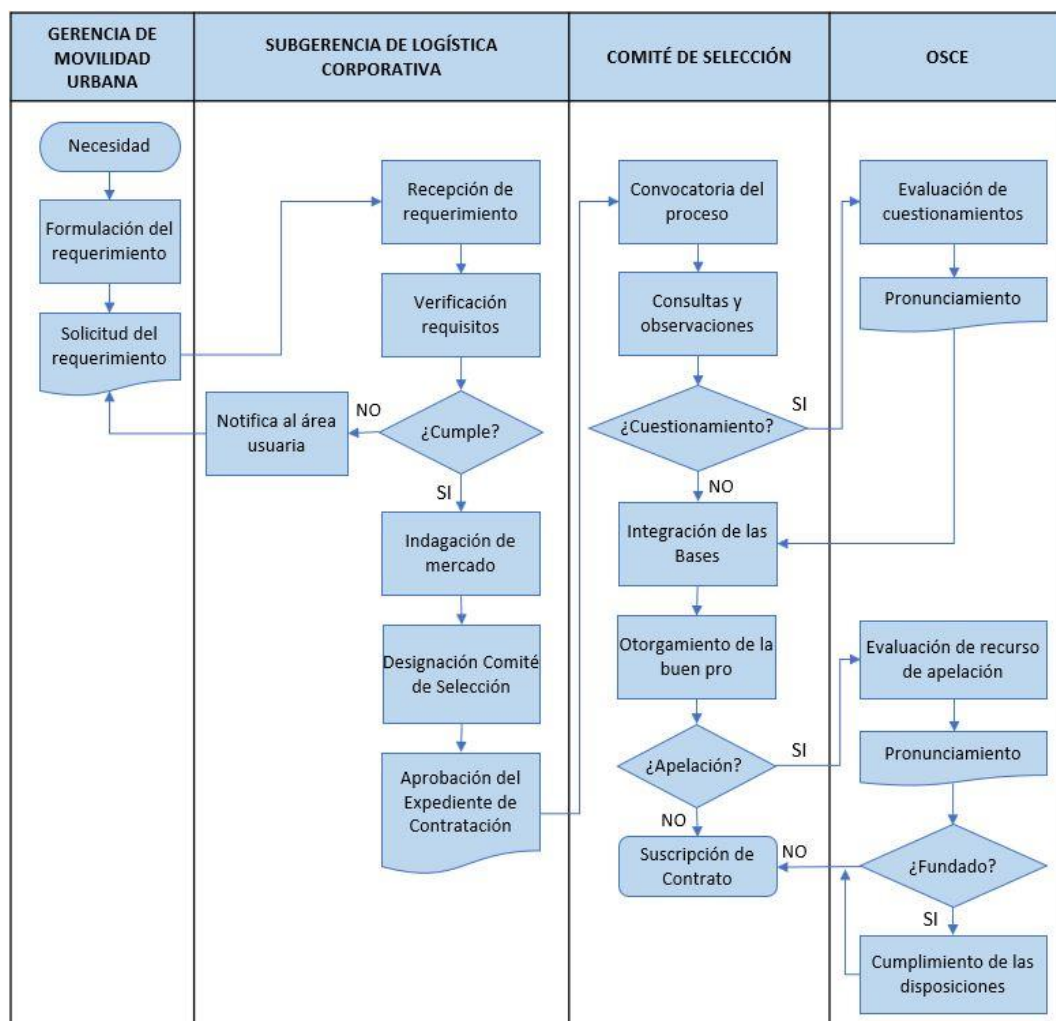 GERENCIA DE
MOVILIDAD
URBANA
SUBGERENCIA DE LOGÍSTICA
CORPORATIVA
COMITÉ DE SELECCIÓN
OSCE
Necesidad
Formulación del
requerimiento
Solicitud del
requerimiento
Recepción de
requerimiento
Verificación
requisitos
¿Cumple?
NO
Notifica al área
usuaria
SI
Indagación de
mercado
Designación Comité
de Selección
Aprobación del
Expediente de
Contratación
Convocatoria del
proceso
Consultas y
observaciones
¿Cuestionamiento?
SI
NO
Evaluación de
cuestionamientos
Pronunciamiento
Integración de las
Bases
Otorgamiento de la
buen pro
¿Apelación?
SI
NO
Suscripción de
Contrato
Evaluación de recurso
de apelación
Pronunciamiento
¿Fundado?
NO
SI
Cumplimiento de las
disposiciones